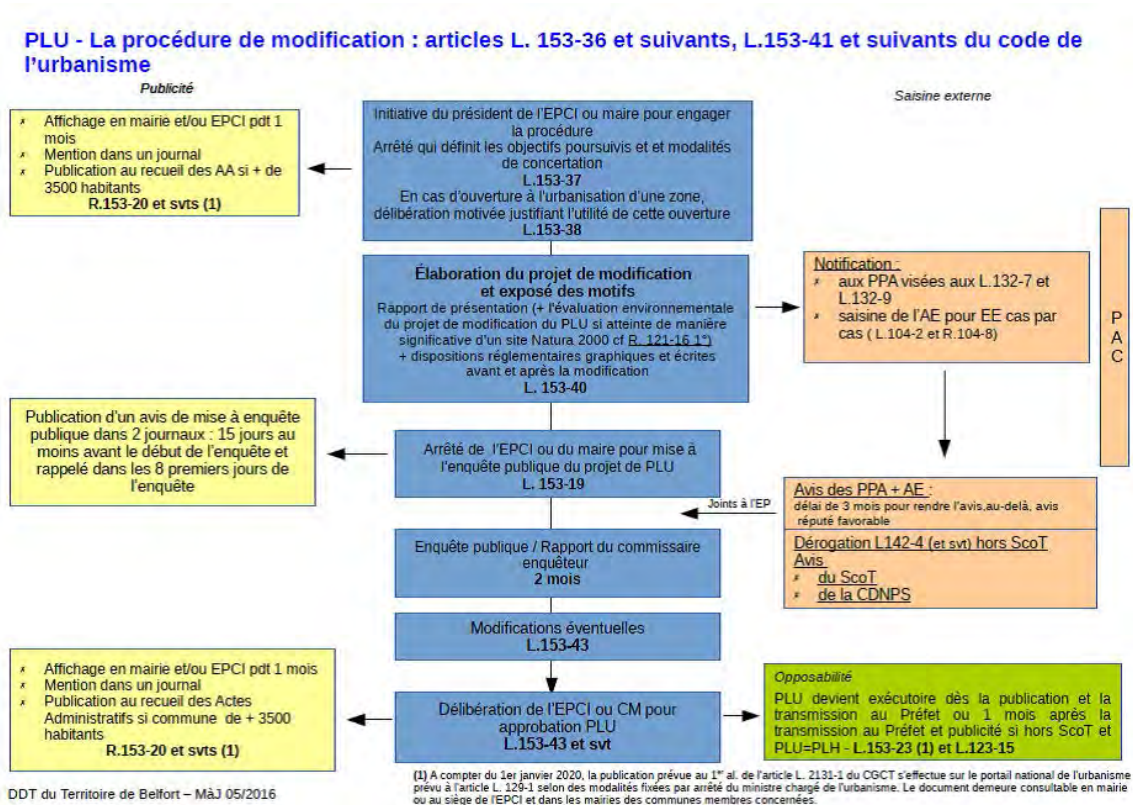 PLU - La procédure de modification : articles L. 153-36 et suivants, L.153-41 et suivants du code de
l'urbanisme
Publicité
Saisine externe
✗ Affichage en mairie et/ou EPCI pdt 1
mois
✗ Mention dans un journal
✗ Publication au recueil des AA si + de
3500 habitants
R.153-20 et svts (1)
Initiative du président de l'EPCI ou maire pour engager
la procédure
Arrêté qui définit les objectifs poursuivis et et modalités
de concertation
L.153-37
En cas d'ouverture à l'urbanisation d'une zone,
délibération motivée justifiant l'utilité de cette ouverture
L.153-38
Élaboration du projet de modification
et exposé des motifs
Rapport de présentation (+ l'évaluation environnementale
du projet de modification du PLU si atteinte de manière
significative d'un site Natura 2000 cf R. 121-16 1°)
+ dispositions réglementaires graphiques et écrites
avant et après la modification
L. 153-40
Notification :
✗ aux PPA visées aux L.132-7 et
L.132-9
✗ saisine de l'AE pour EE cas par
cas ( L.104-2 et R.104-8)
P
A
C
Publication d'un avis de mise à enquête
publique dans 2 journaux : 15 jours au
moins avant le début de l'enquête et
rappelé dans les 8 premiers jours de
l'enquête
Arrêté de l'EPCI ou du maire pour mise à
l'enquête publique du projet de PLU
L. 153-19
Joints à l'EP
Avis des PPA + AE :
délai de 3 mois pour rendre l'avis,au-delà, avis
réputé favorable
Dérogation L142-4 (et svt) hors ScoT
Avis
✗ du ScoT
✗ de la CDNPS
Enquête publique / Rapport du commissaire
enquêteur
2 mois
Modifications éventuelles
L.153-43
✗ Affichage en mairie et/ou EPCI pdt 1 mois
✗ Mention dans un journal
✗ Publication au recueil des Actes
Administratifs si commune de + 3500
habitants
R.153-20 et svts (1)
Délibération de l'EPCI ou CM pour
approbation PLU
L.153-43 et svt
Opposabilité
PLU devient exécutoire dès la publication et la
transmission au Préfet ou 1 mois après la
transmission au Préfet et publicité si hors ScoT et
PLU=PLH - L.153-23 (1) et L.123-15
(1) A compter du 1er janvier 2020, la publication prévue au 1er al. de l'article L. 2131-1 du CGCT s'effectue sur le portail national de l'urbanisme
prévu à l'article L. 129-1 selon des modalités fixées par arrêté du ministre chargé de l'urbanisme. Le document demeure consultable en mairie
ou au siège de l'EPCI et dans les mairies des communes membres concernées.
DDT du Territoire de Belfort – MàJ 05/2016